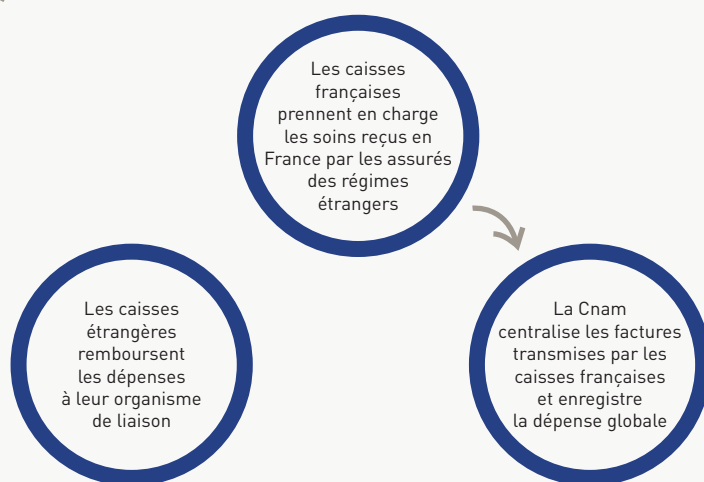 Les caisses
françaises
prennent en charge
les soins reçus en
France par les assurés
des régimes
étrangers
Les caisses
étrangères
remboursent
les dépenses
à leur organisme
de liaison
La Cnam
centralise les factures
transmises par les
caisses françaises
et enregistre
la dépense globale